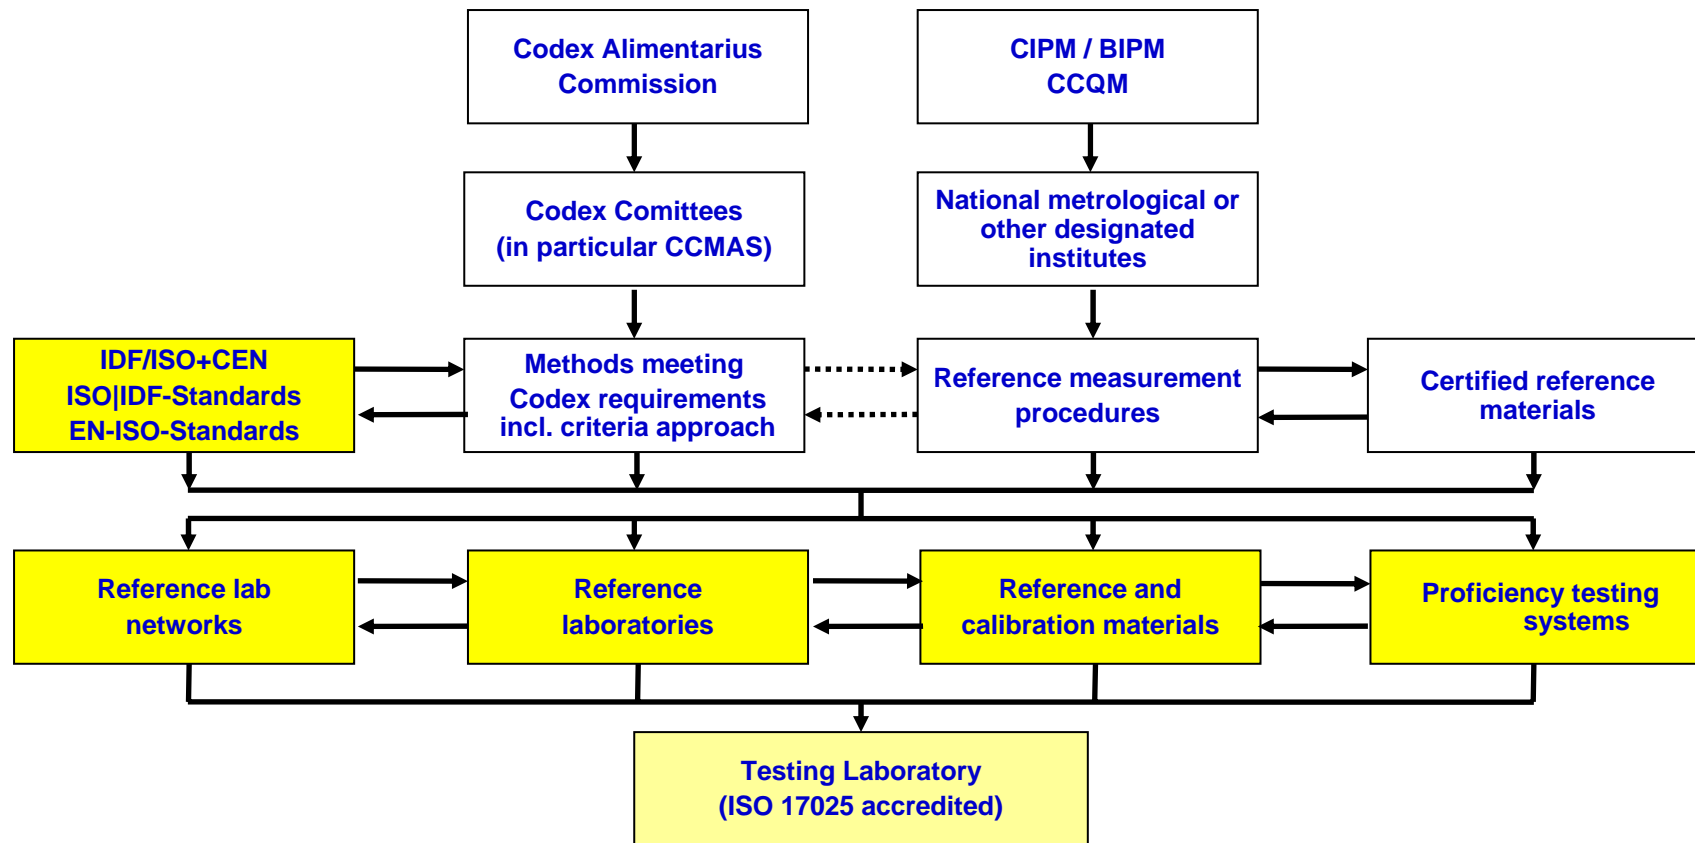 Codex Alimentarius
Commission
CIPM / BIPM
CCQM
Codex Comittees
(in particular CCMAS)
National metrological or
other designated
institutes
IDF/ISO+CEN
ISO|IDF-Standards
EN-ISO-Standards
Methods meeting
Codex requirements
incl. criteria approach
Reference measurement
procedures
Certified reference
materials
Reference lab
networks
Reference
laboratories
Reference and
calibration materials
Proficiency testing
systems
Testing Laboratory
(ISO 17025 accredited)